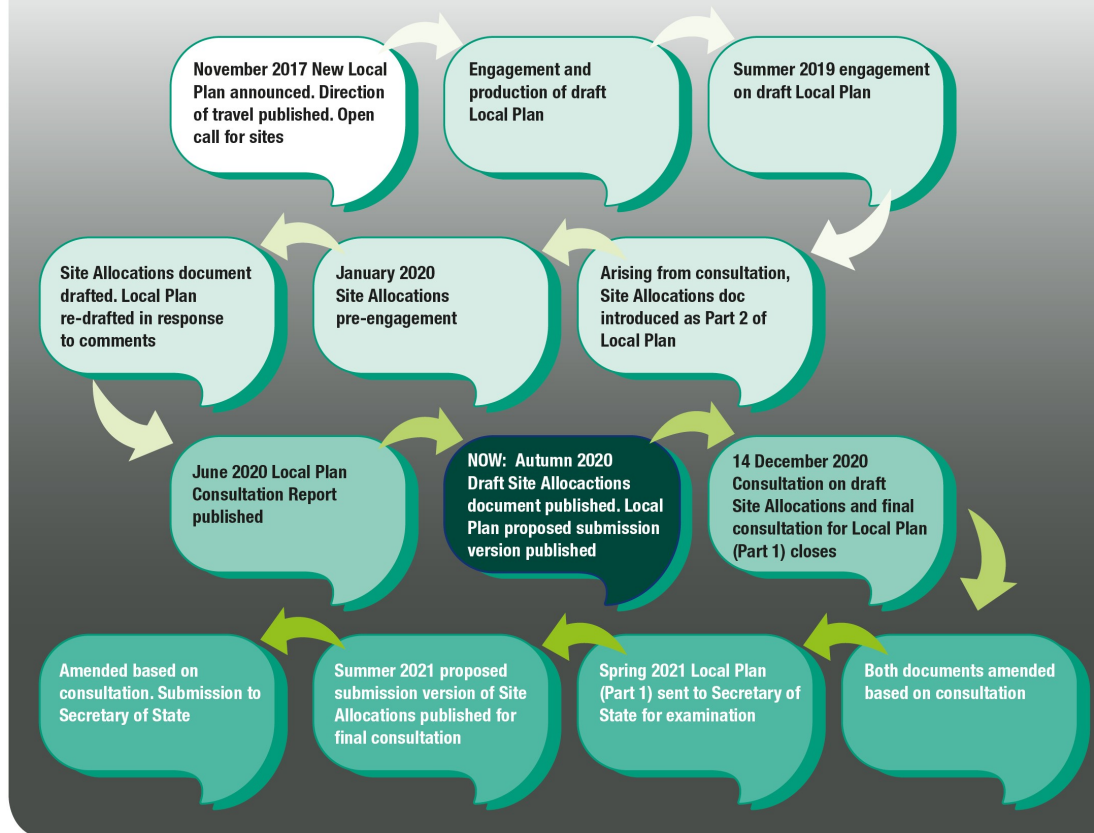 November 2017 New Local
Plan announced. Direction
of travel published. Open
call for sites
Engagement and
production of draft
Local Plan
Summer 2019 engagement
on draft Local Plan
Arising from consultation,
Site Allocations doc
introduced as Part 2 of
Local Plan
January 2020
Site Allocations
pre-engagement
Site Allocations document
drafted. Local Plan
re-drafted in response
to comments
June 2020 Local Plan
Consultation Report
published
NOW: Autumn 2020
Draft Site Allocactions
document published. Local
Plan proposed submission
version published
14 December 2020
Consultation on draft
Site Allocations and final
consultation for Local Plan
(Part 1) closes
Both documents amended
based on consultation
Spring 2021 Local Plan
(Part 1) sent to Secretary of
State for examination
Summer 2021 proposed
submission version of Site
Allocations published for
final consultation
Amended based on
consultation. Submission to
Secretary of State